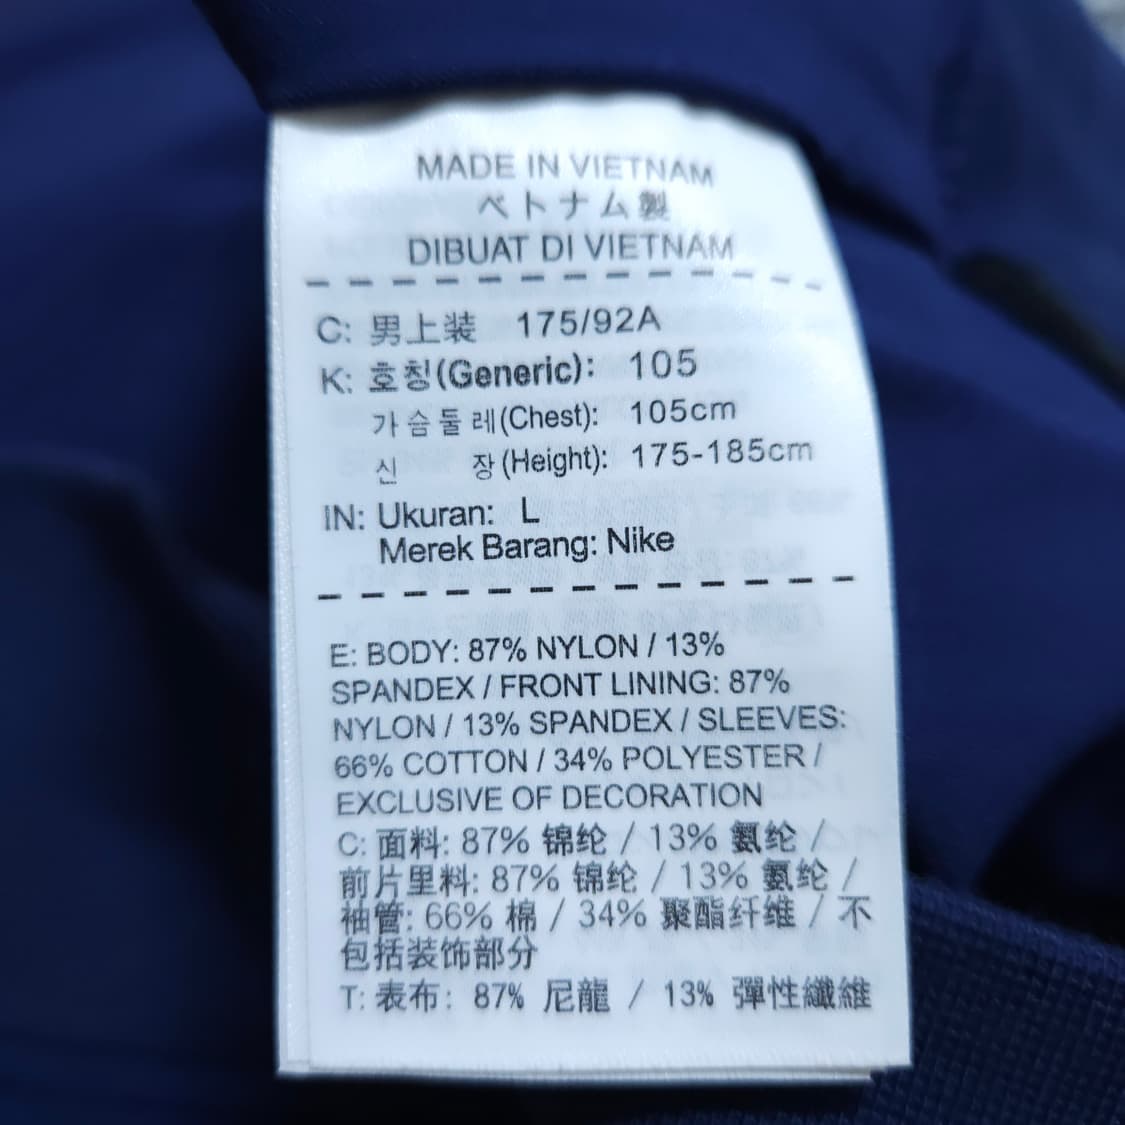 MADE IN VIETNAM
ベトナム製
DIBUAT DI VIETNAM
C: 男上装 175/92A
K: 호칭(Generic): 105
가슴둘레(Chest): 105cm
신 장(Height): 175-185cm
IN: Ukuran: L
Merek Barang: Nike
E: BODY: 87% NYLON / 13%
SPANDEX / FRONT LINING: 87%
NYLON / 13% SPANDEX / SLEEVES:
66% COTTON / 34% POLYESTER /
EXCLUSIVE OF DECORATION
C: 面料: 87% 锦纶 / 13% 氨纶 /
前片里料: 87% 锦纶 / 13% 氨纶 /
袖管: 66% 棉 / 34% 聚酯纤维 / 不
包括装饰部分
T: 表布: 87% 尼龍 / 13% 彈性纖維